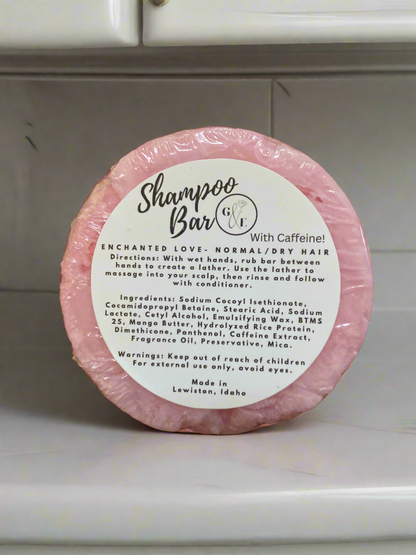 Shampoo
Bar
G & E
With Caffeine!
ENCHANTED LOVE- NORMAL/DRY HAIR
Directions: With wet hands, rub bar between
hands to create a lather. Use the lather to
massage into your scalp, then rinse and follow
with conditioner.
Ingredients: Sodium Cocoyl Isethionate,
Cocamidopropyl Betaine, Stearic Acid, Sodium
Lactate, Cetyl Alcohol, Emulsifying Wax, BTMS
25, Mango Butter, Hydrolyzed Rice Protein,
Dimethicone, Panthenol, Caffeine Extract,
Fragrance Oil, Preservative, Mica.
Warnings: Keep out of reach of children
For external use only, avoid eyes.
Made in
Lewiston, Idaho